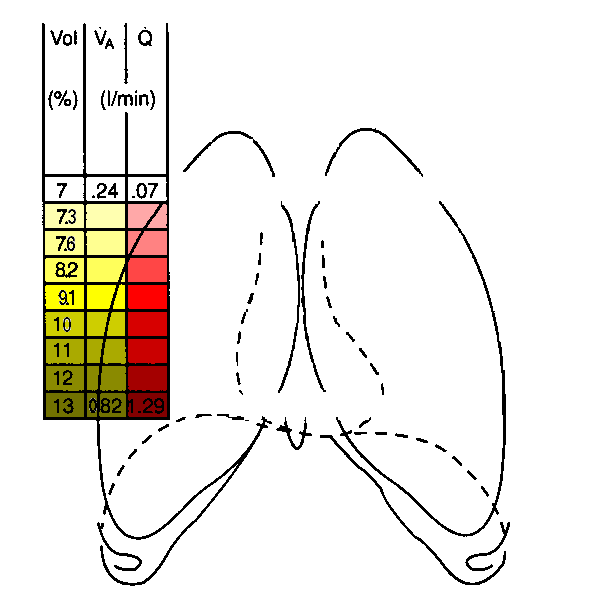 Vol V̇A Q̇
(%) (l/min)
7 .24 .07
7.3
7.6
8.2
9.1
10
11
12
13 0.82 1.29